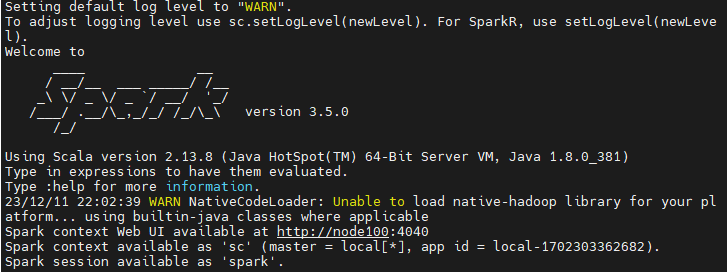 Setting default log level to "WARN".
To adjust logging level use sc.setLogLevel(newLevel). For SparkR, use setLogLevel(newLeve
l).
Welcome to
      ____              __
     / __/__  ___ _____/ /__
    _\ \/ _ \/ _ `/ __/  '_/
   /___/ .__/\_,_/_/ /_/\_\   version 3.5.0
      /_/
Using Scala version 2.13.8 (Java HotSpot(TM) 64-Bit Server VM, Java 1.8.0_381)
Type in expressions to have them evaluated.
Type :help for more information.
23/12/11 22:02:39 WARN NativeCodeLoader: Unable to load native-hadoop library for your pl
atform... using builtin-java classes where applicable
Spark context Web UI available at http://node100:4040
Spark context available as 'sc' (master = local[*], app id = local-1702303362682).
Spark session available as 'spark'.